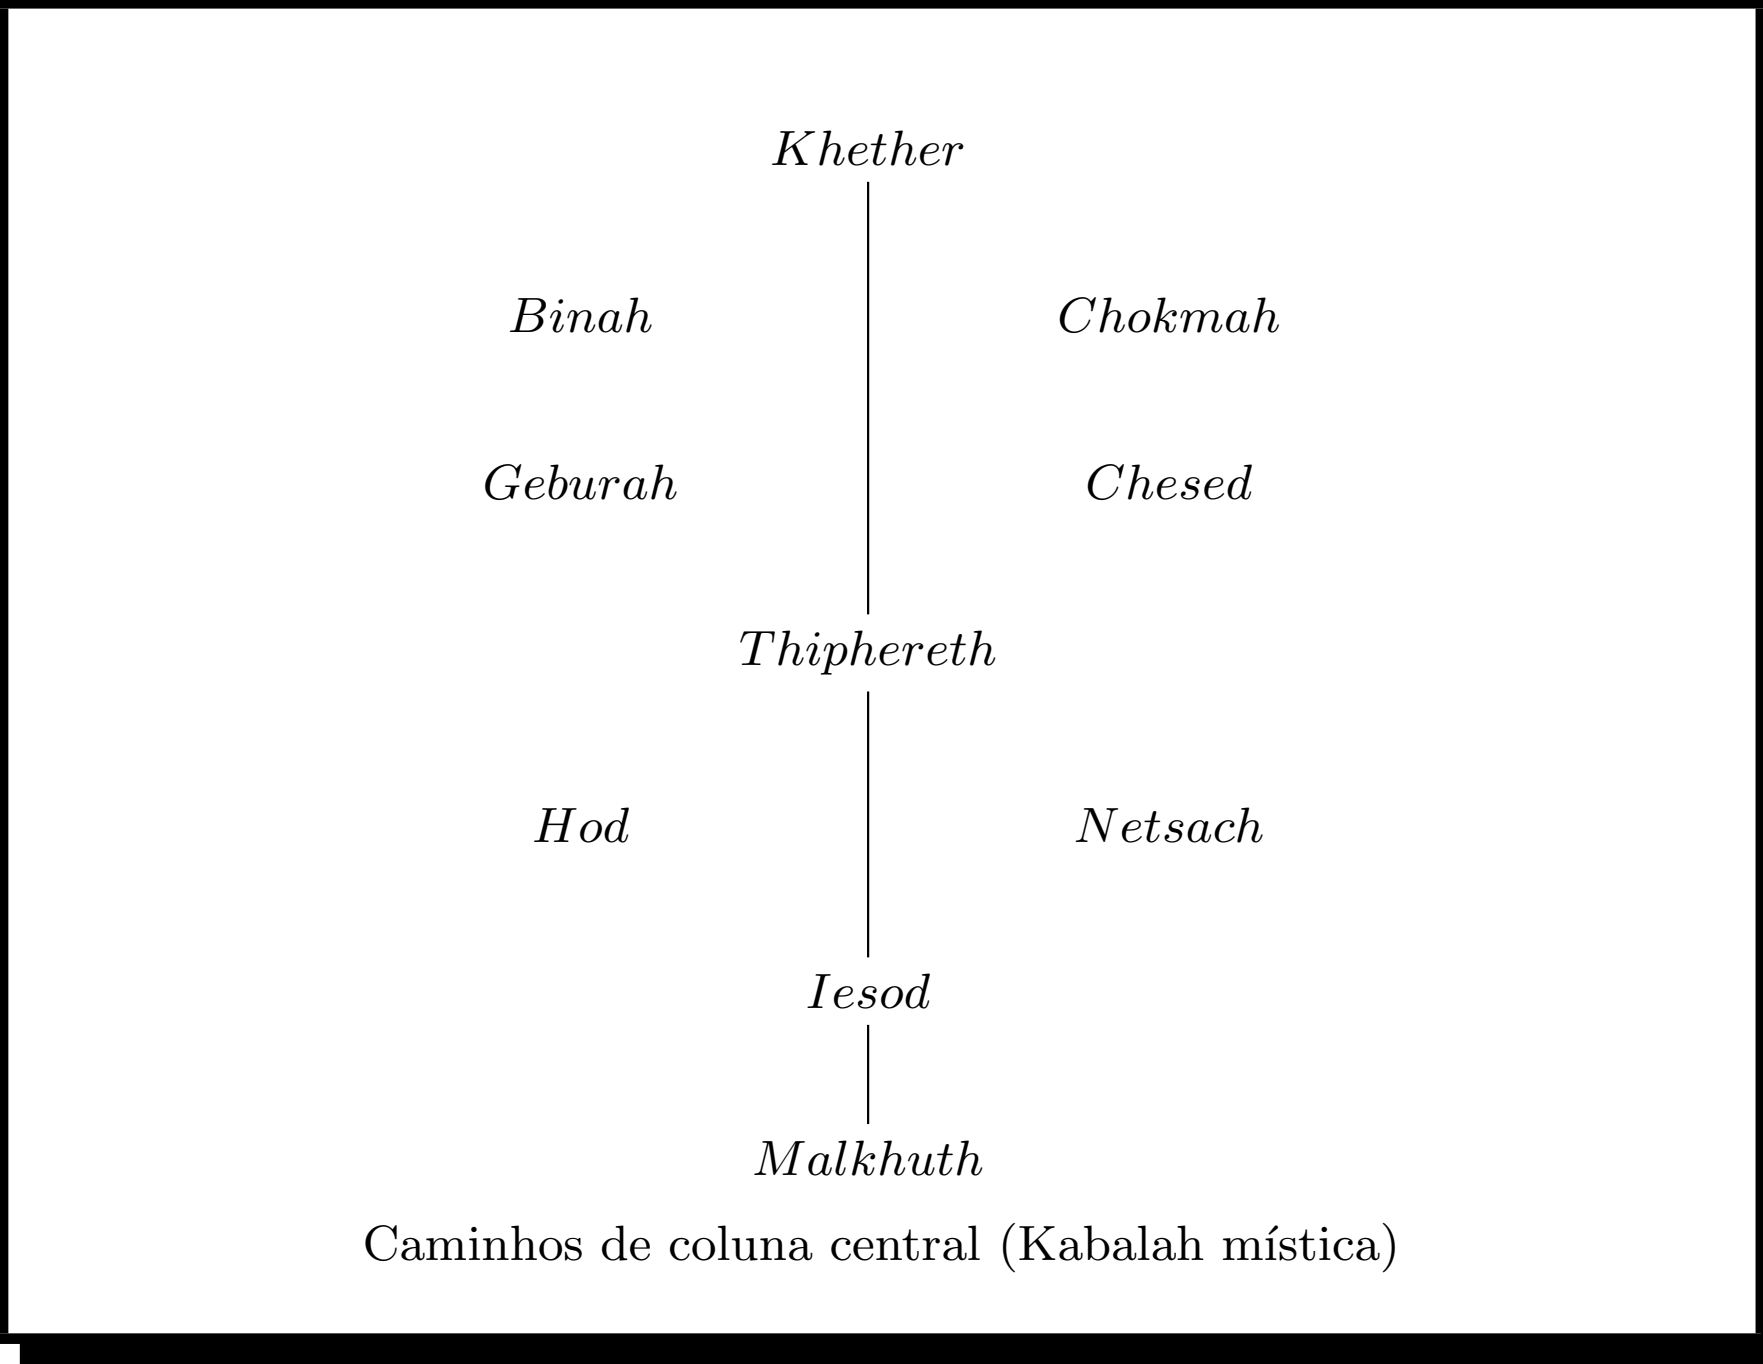 Khether
Binah Chokmah
Geburah Chesed
Thiphereth
Hod Netsach
Iesod
Malkhuth
Caminhos de coluna central (Kabalah mística)